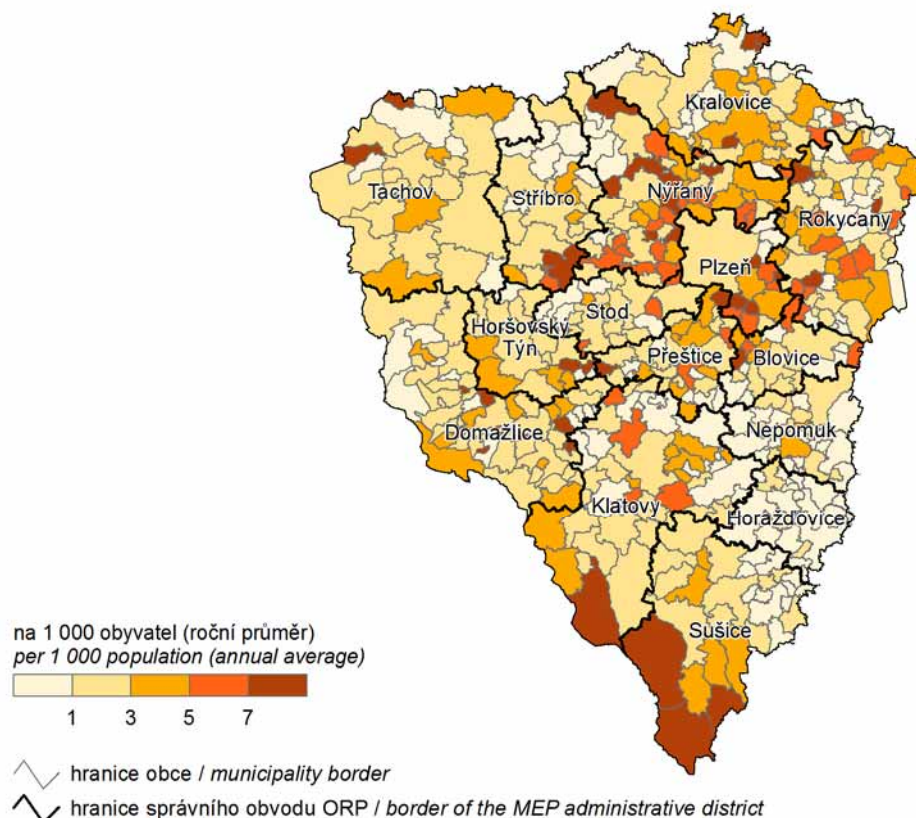 Kralovice
Tachov
Stříbro
Nýřany
Rokycany
Plzeň
Horšovský
Týn
Stod
Přeštice
Blovice
Domažlice
Nepomuk
Klatovy
Horažďovice
Sušice
na 1 000 obyvatel (roční průměr)
per 1 000 population (annual average)
1 3 5 7
hranice obce / municipality border
hranice správního obvodu ORP / border of the MEP administrative district